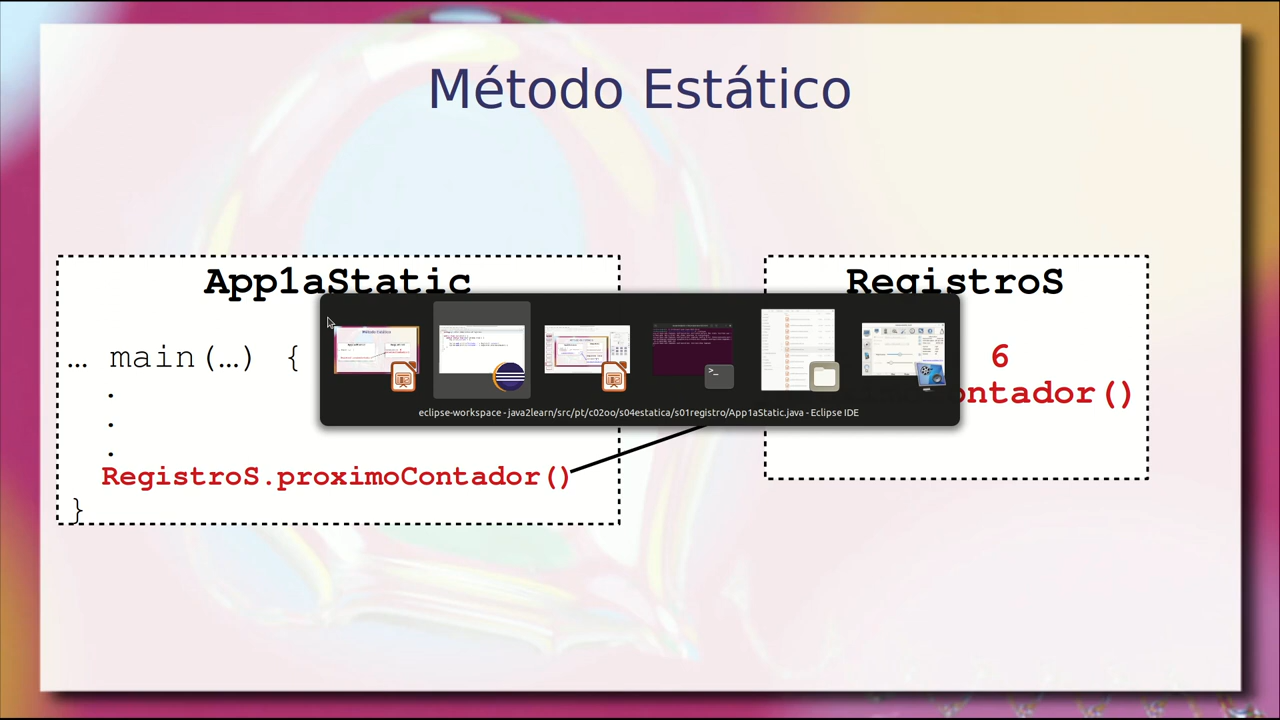 Método Estático
App1aStatic
… main(…) {
.
.
.
RegistroS.proximoContador()
}
RegistroS
6
ontador()
>_
eclipse-workspace - java2learn/src/pt/c02oo/s04estatica/s01registro/App1aStatic.java - Eclipse IDE